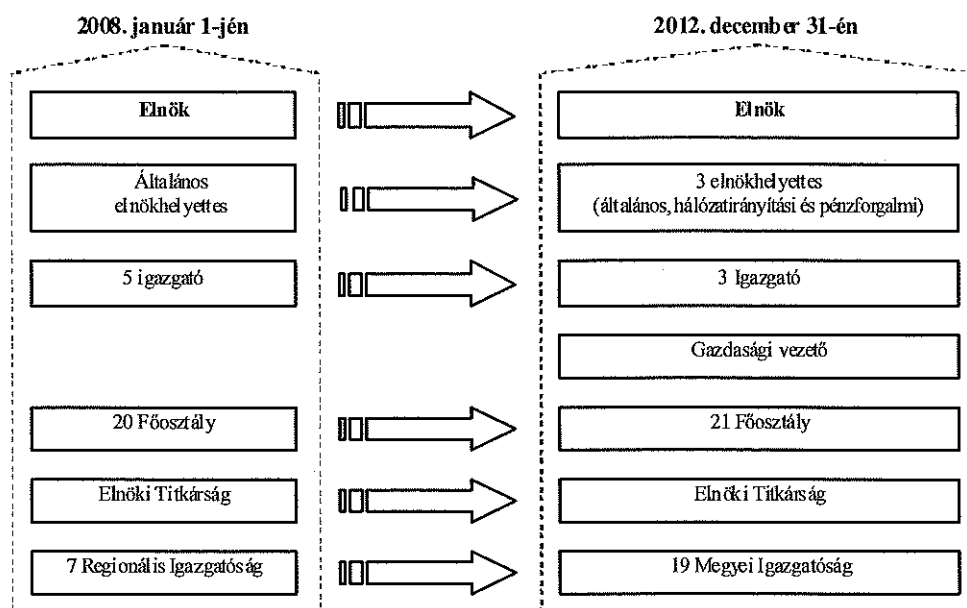 2008. január 1-jén
2012. december 31-én
Elnök
Elnök
Általános
elnökhelyettes
3 elnökhelyettes
(általános, hálózatirányítási és pénzforgalmi)
5 igazgató
3 Igazgató
Gazdasági vezető
20 Főosztály
21 Főosztály
Elnöki Titkárság
Elnöki Titkárság
7 Regionális Igazgatóság
19 Megyei Igazgatóság